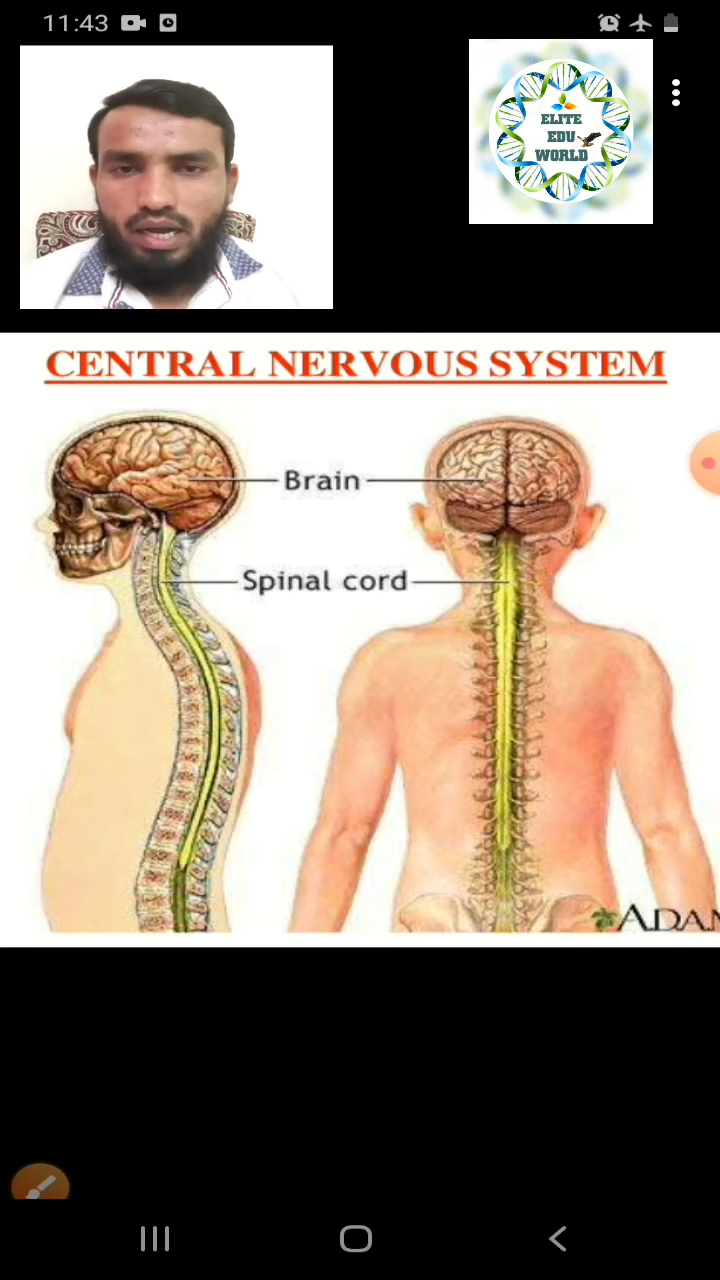 11:43
ELITE
EDU
WORLD
CENTRAL NERVOUS SYSTEM
Brain
Spinal cord
ADAM